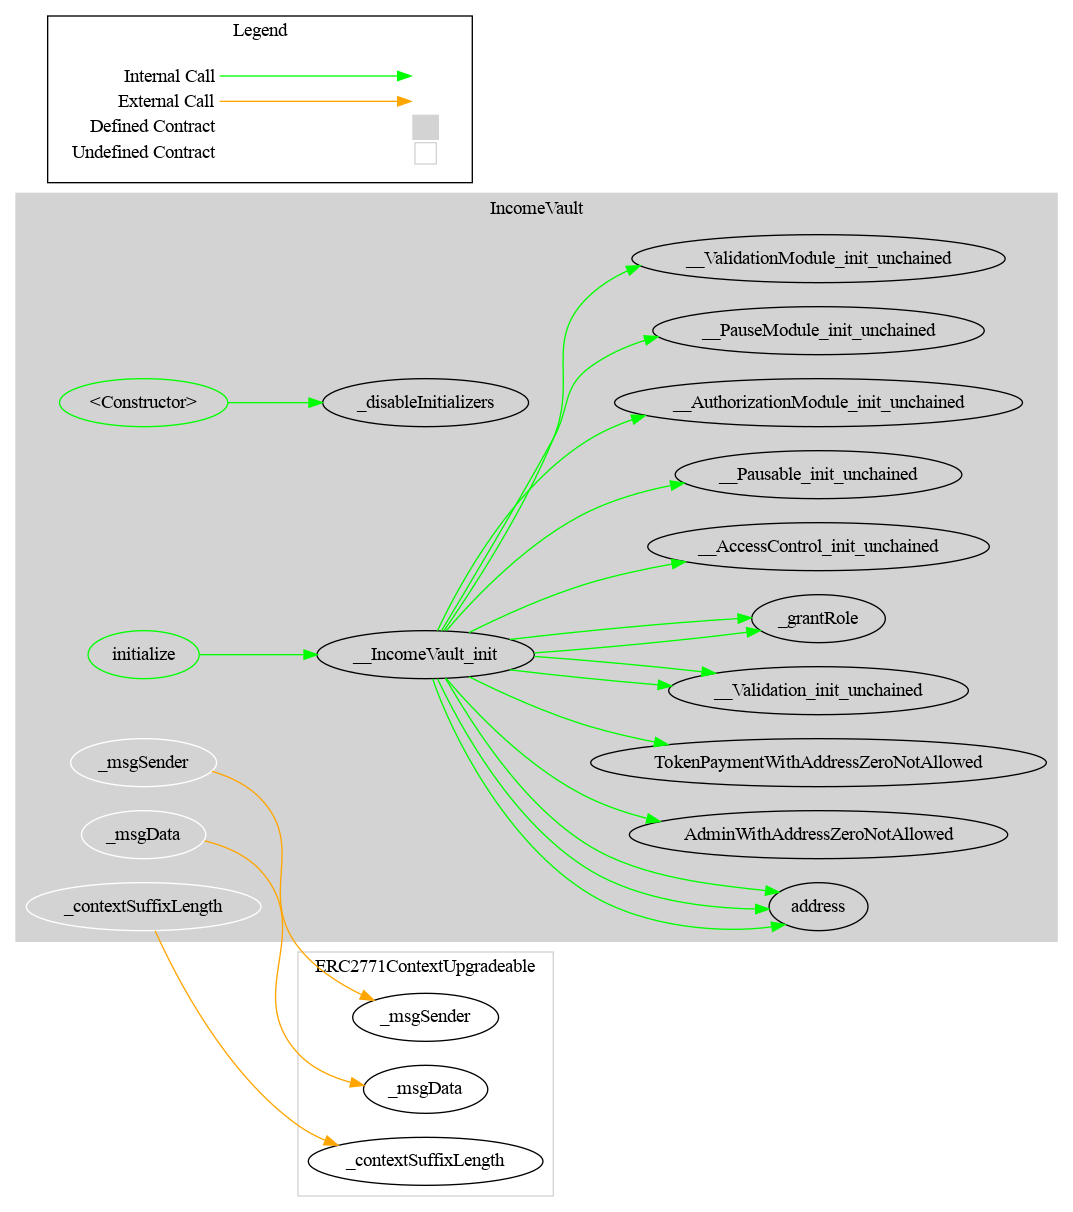 Legend
Internal Call
External Call
Defined Contract
Undefined Contract
IncomeVault
__ValidationModule_init_unchained
__PauseModule_init_unchained
<Constructor>
_disableInitializers
__AuthorizationModule_init_unchained
__Pausable_init_unchained
__AccessControl_init_unchained
_grantRole
initialize
__IncomeVault_init
__Validation_init_unchained
_msgSender
TokenPaymentWithAddressZeroNotAllowed
_msgData
AdminWithAddressZeroNotAllowed
_contextSuffixLength
address
ERC2771ContextUpgradeable
_msgSender
_msgData
_contextSuffixLength